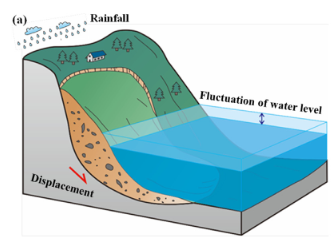 (a)
Rainfall
Fluctuation of water level
Displacement